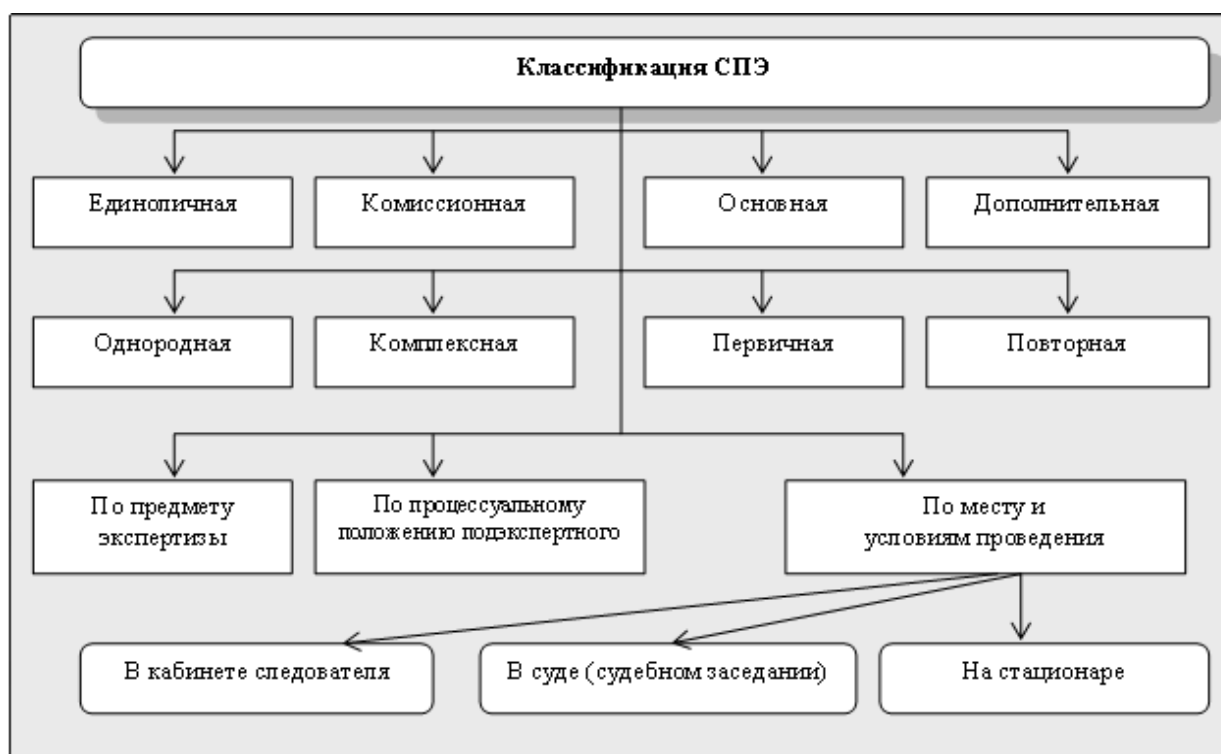 Классификация СПЭ
Единоличная
Комиссионная
Основная
Дополнительная
Однородная
Комплексная
Первичная
Повторная
По предмету
экспертизы
По процессуальному
положению подэкспертного
По месту и
условиям проведения
В кабинете следователя
В суде (судебном заседании)
На стационаре